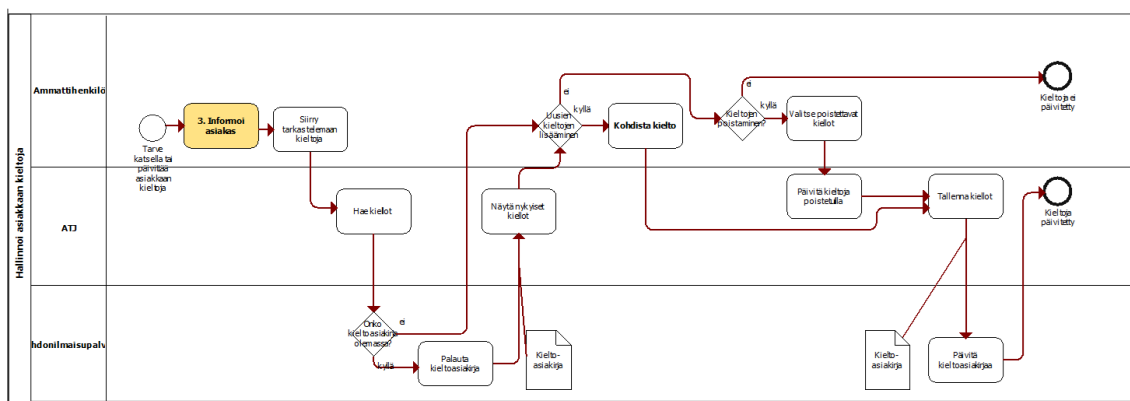 Hallinnoi asiakkaan kieltoja
Ammattihenkilö
Tarve
katsella tai
päivittää
asiakkaan
kieltoja
3. Informoi
asiakas
Siirry
tarkastelemaan
kieltoja
ei
Uusien
kieltojen
lisääminen
kyllä
Kohdista kielto
ei
Kieltojen
poistaminen?
kyllä
Valitse poistettavat
kiellot
Kieltoja ei
päivitetty
ATJ
Hae kiellot
Näytä nykyiset
kiellot
Päivitä kieltoja
poistetuilla
Tallenna kiellot
Kieltoja
päivitetty
hdonilmaisupalv
Onko
kieltoasiakirja
olemassa?
ei
kyllä
Palauta
kieltoasiakirja
Kielto-
asiakirja
Kielto-
asiakirja
Päivitä
kieltoasiakirjaa